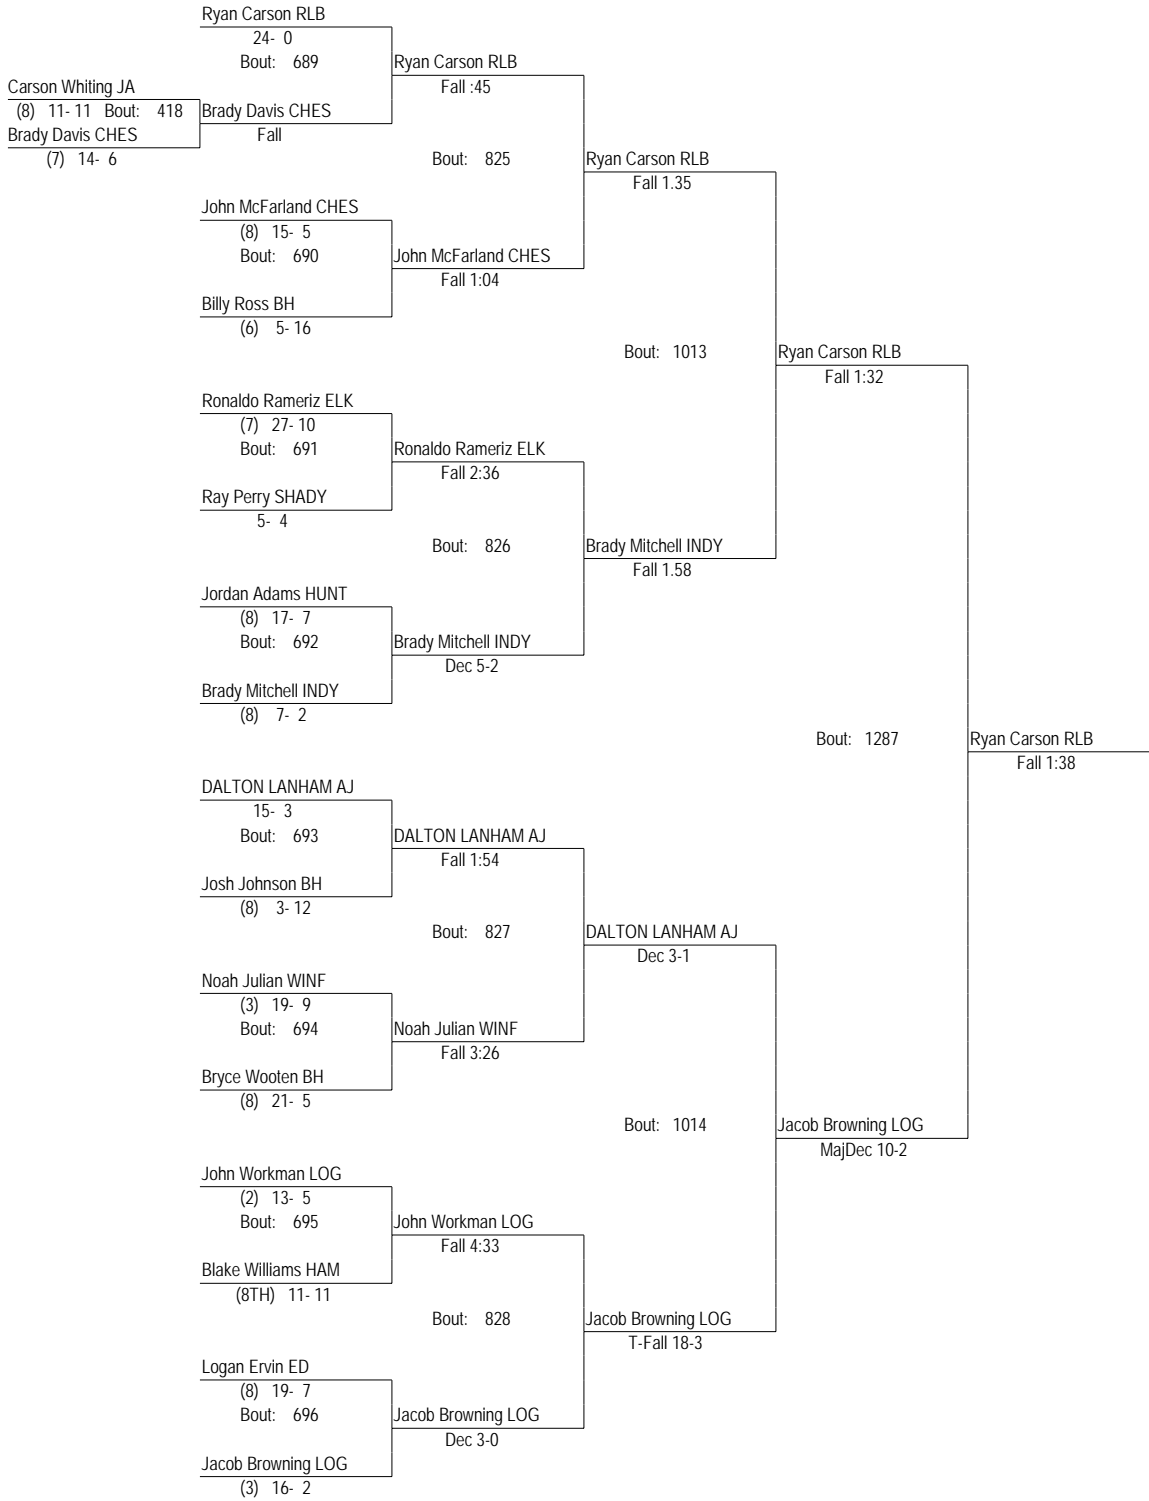 Ryan Carson RLB
24- 0
Bout: 689
Ryan Carson RLB
Fall :45
Carson Whiting JA
(8) 11- 11 Bout: 418
Brady Davis CHES
Brady Davis CHES
Fall
(7) 14- 6
Bout: 825
Ryan Carson RLB
Fall 1.35
John McFarland CHES
(8) 15- 5
Bout: 690
John McFarland CHES
Fall 1:04
Billy Ross BH
(6) 5- 16
Bout: 1013
Ryan Carson RLB
Fall 1:32
Ronaldo Rameriz ELK
(7) 27- 10
Bout: 691
Ronaldo Rameriz ELK
Fall 2:36
Ray Perry SHADY
5- 4
Bout: 826
Brady Mitchell INDY
Fall 1.58
Jordan Adams HUNT
(8) 17- 7
Bout: 692
Brady Mitchell INDY
Dec 5-2
Brady Mitchell INDY
(8) 7- 2
Bout: 1287
Ryan Carson RLB
Fall 1:38
DALTON LANHAM AJ
15- 3
Bout: 693
DALTON LANHAM AJ
Fall 1:54
Josh Johnson BH
(8) 3- 12
Bout: 827
DALTON LANHAM AJ
Dec 3-1
Noah Julian WINF
(3) 19- 9
Bout: 694
Noah Julian WINF
Fall 3:26
Bryce Wooten BH
(8) 21- 5
Bout: 1014
Jacob Browning LOG
MajDec 10-2
John Workman LOG
(2) 13- 5
Bout: 695
John Workman LOG
Fall 4:33
Blake Williams HAM
(8TH) 11- 11
Bout: 828
Jacob Browning LOG
T-Fall 18-3
Logan Ervin ED
(8) 19- 7
Bout: 696
Jacob Browning LOG
Dec 3-0
Jacob Browning LOG
(3) 16- 2